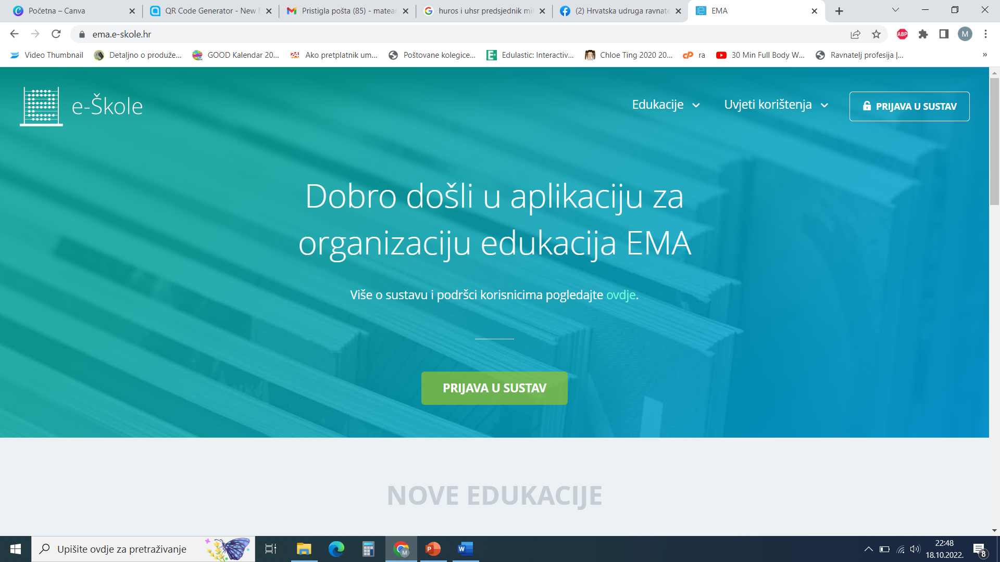 Početna – Canva
QR Code Generator - New
Pristigla pošta (85) - matea
huros i uhsr predsjednik
(2) Hrvatska udruga ravnate
EMA
ema.e-skole.hr
ABP
M
Video Thumbnail
Detaljno o produže...
GOOD Kalendar 20...
24
Ako pretplatnik um...
Poštovane kolegice...
Edulastic: Interactiv...
Chloe Ting 2020 20...
cP
ra
30 Min Full Body W...
Ravnatelj profesija |...
»
e-Škole
Edukacije
Uvjeti korištenja
PRIJAVA U SUSTAV
Dobro došli u aplikaciju za
organizaciju edukacija EMA
Više o sustavu i podršci korisnicima pogledajte ovdje.
PRIJAVA U SUSTAV
NOVE EDUKACIJE
Upišite ovdje za pretraživanje
M
P
W
22:48
18.10.2022.
8